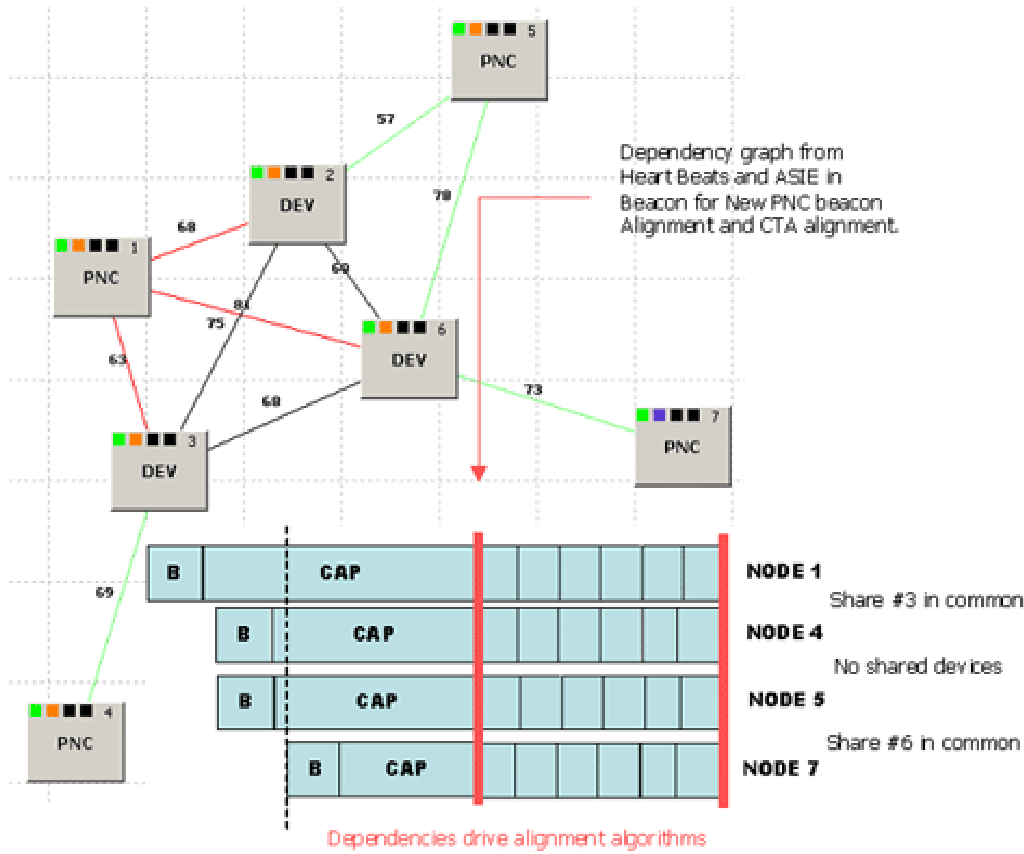 5
PNC
57
2
DEV
78
Dependency graph from
Heart Beats and ASIE in
Beacon for New PNC beacon
Alignment and CTA alignment.
68
1
PNC
60
81
75
6
DEV
63
68
73
7
PNC
3
DEV
69
B CAP NODE 1
Share #3 in common
B CAP NODE 4
No shared devices
B CAP NODE 5
4
PNC
Share #6 in common
B CAP NODE 7
Dependencies drive alignment algorithms